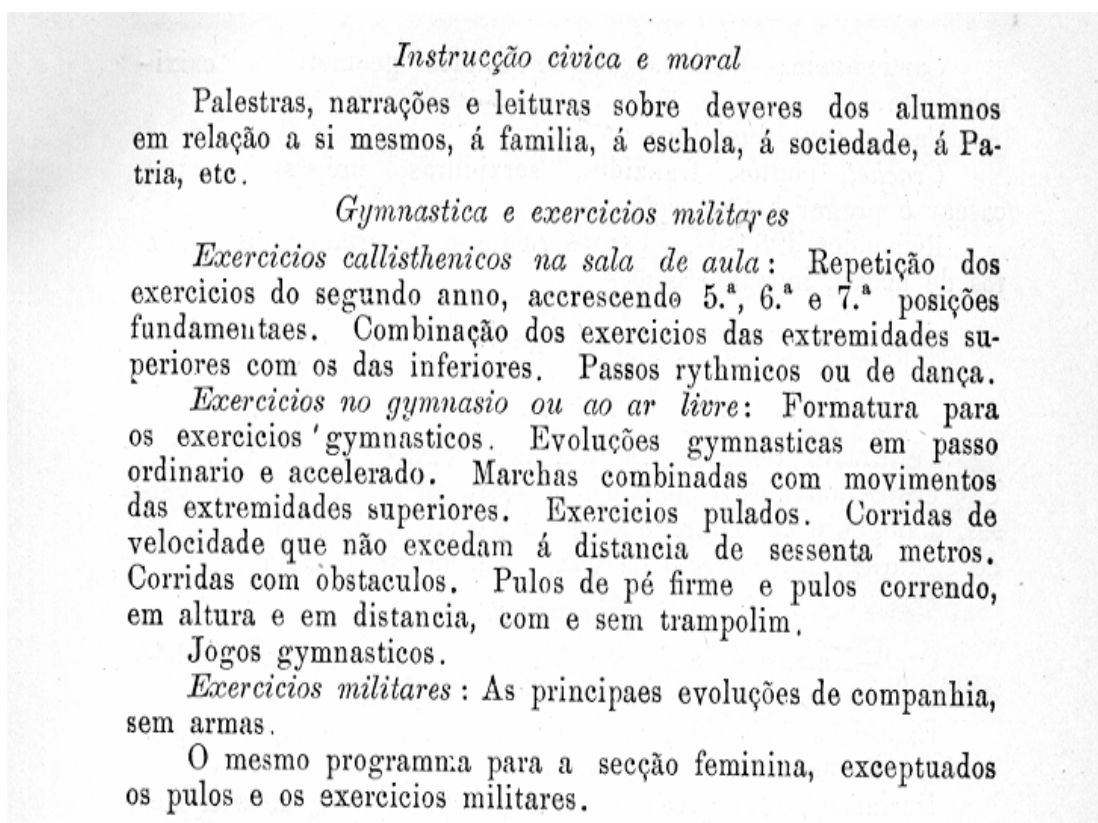 Instrucção civica e moral
Palestras, narrações e leituras sobre deveres dos alumnos
em relação a si mesmos, á familia, á eschola, á sociedade, á Pa-
tria, etc.
Gymnastica e exercicios militares
Exercicios callisthenicos na sala de aula: Repetição dos
exercicios do segundo anno, accrescendo 5.ª, 6.ª e 7.ª posições
fundamentaes. Combinação dos exercicios das extremidades su-
periores com os das inferiores. Passos rythmicos ou de dança.
Exercicios no gymnasio ou ao ar livre: Formatura para
os exercicios gymnasticos. Evoluções gymnasticas em passo
ordinario e accelerado. Marchas combinadas com movimentos
das extremidades superiores. Exercicios pulados. Corridas de
velocidade que não excedam á distancia de sessenta metros.
Corridas com obstaculos. Pulos de pé firme e pulos correndo,
em altura e em distancia, com e sem trampolim.
Jogos gymnasticos.
Exercicios militares: As principaes evoluções de companhia,
sem armas.
O mesmo programma para a secção feminina, exceptuados
os pulos e os exercicios militares.